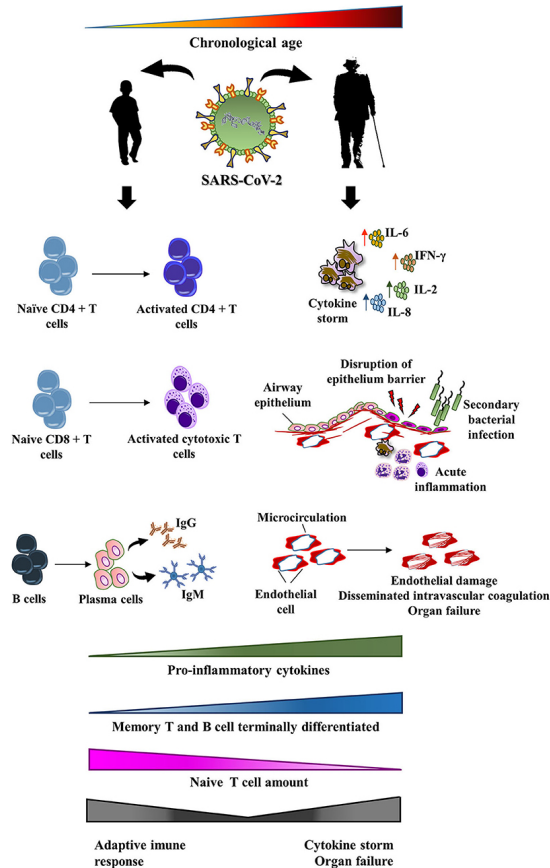 Chronological age
SARS-CoV-2
Naïve CD4 + T
cells
Activated CD4 + T
cells
IL-6
IFN-γ
IL-2
IL-8
Cytokine
storm
Naive CD8 + T
cells
Activated cytotoxic T
cells
Disruption of
epithelium barrier
Airway
epithelium
Secondary
bacterial
infection
Acute
inflammation
B cells
Plasma cells
IgG
IgM
Microcirculation
Endothelial
cell
Endothelial damage
Disseminated intravascular coagulation
Organ failure
Pro-inflammatory cytokines
Memory T and B cell terminally differentiated
Naive T cell amount
Adaptive imune
response
Cytokine storm
Organ failure